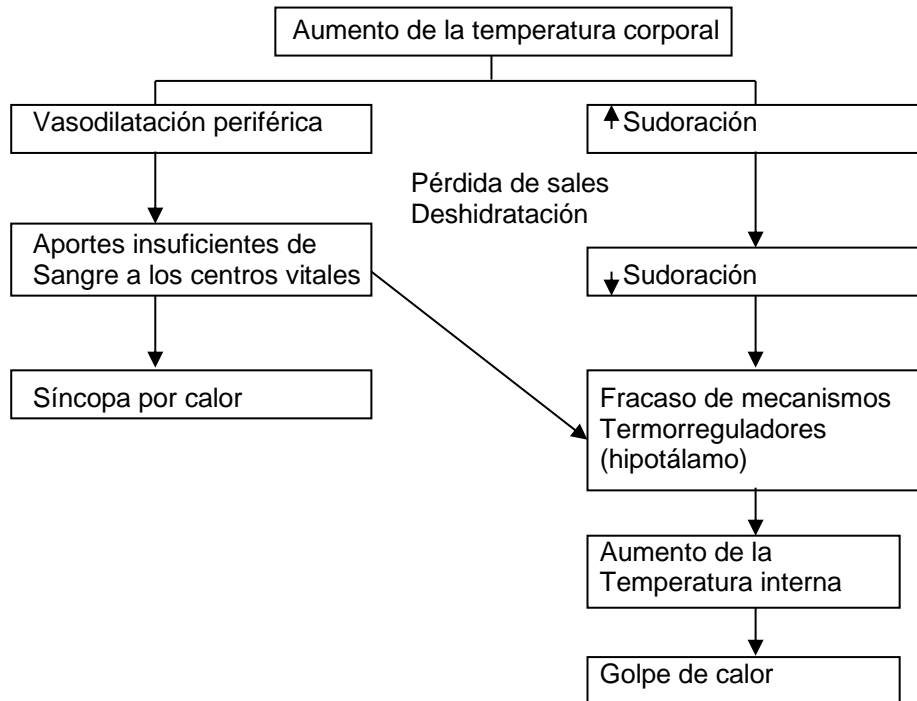 Aumento de la temperatura corporal
Vasodilatación periférica
Sudoración
Pérdida de sales
Deshidratación
Aportes insuficientes de
Sangre a los centros vitales
Sudoración
Síncopa por calor
Fracaso de mecanismos
Termorreguladores
(hipotálamo)
Aumento de la
Temperatura interna
Golpe de calor